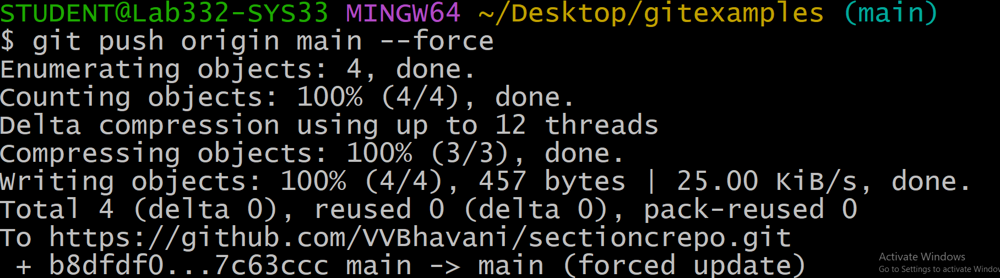 STUDENT@Lab332-SYS33 MINGW64 ~/Desktop/gitexamples (main)
$ git push origin main --force
Enumerating objects: 4, done.
Counting objects: 100% (4/4), done.
Delta compression using up to 12 threads
Compressing objects: 100% (3/3), done.
Writing objects: 100% (4/4), 457 bytes | 25.00 KiB/s, done.
Total 4 (delta 0), reused 0 (delta 0), pack-reused 0
To https://github.com/VVBhavani/sectioncrepo.git
 + b8dfdf0...7c63ccc main -> main (forced update)
Activate Windows
Go to Settings to activate Window